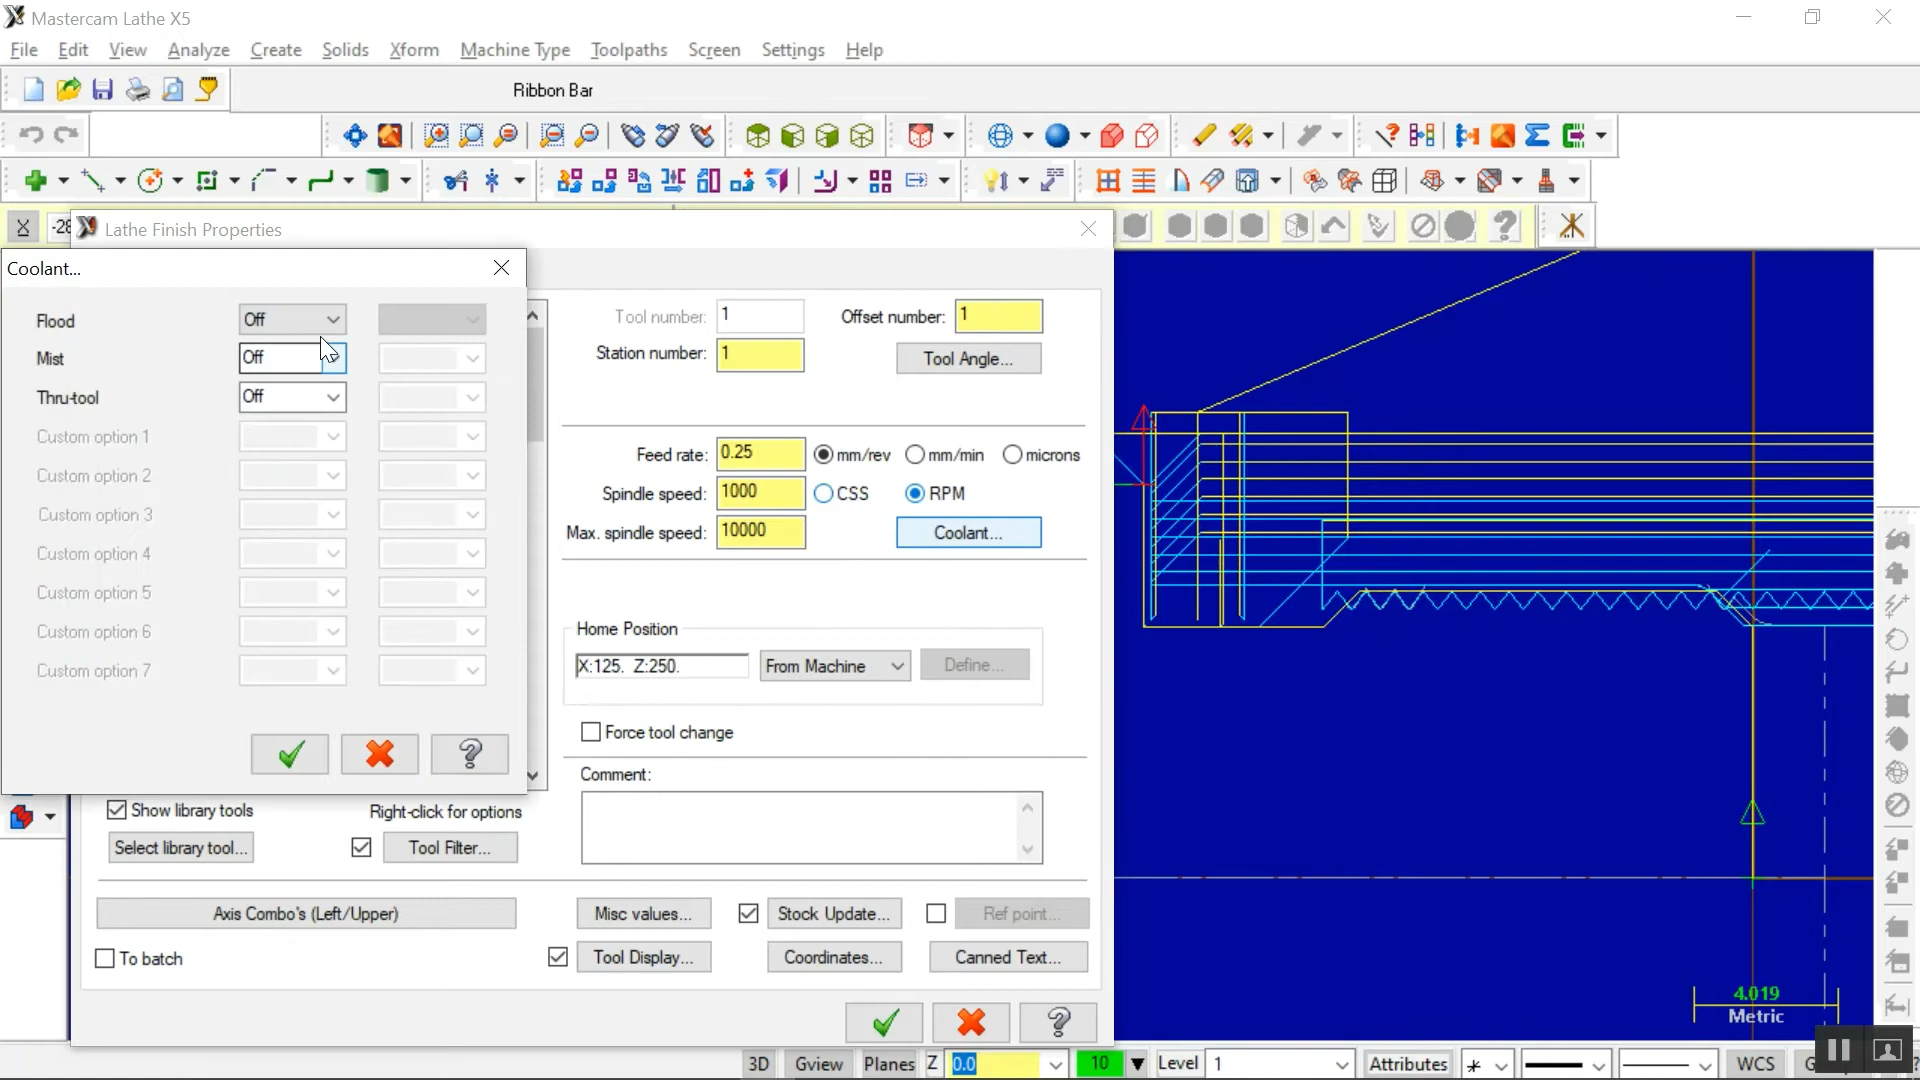 Mastercam Lathe X5
File Edit View Analyze Create Solids Xform Machine Type Toolpaths Screen Settings Help
Ribbon Bar
Lathe Finish Properties
Coolant...
Flood Off
Mist Off
Thru-tool Off
Custom option 1
Custom option 2
Custom option 3
Custom option 4
Custom option 5
Custom option 6
Custom option 7
Tool number: 1 Offset number: 1
Station number: 1 Tool Angle...
Feed rate: 0.25 mm/rev mm/min microns
Spindle speed: 1000 CSS RPM
Max. spindle speed: 10000 Coolant...
Home Position
X:125. Z:250. From Machine Define...
Force tool change
Comment:
Show library tools Right-click for options
Select library tool... Tool Filter...
Axis Combo's (Left/Upper) Misc values... Stock Update... Ref point...
To batch Tool Display... Coordinates... Canned Text...
4.019
Metric
3D Gview Planes Z 0.0 10 Level 1 Attributes WCS